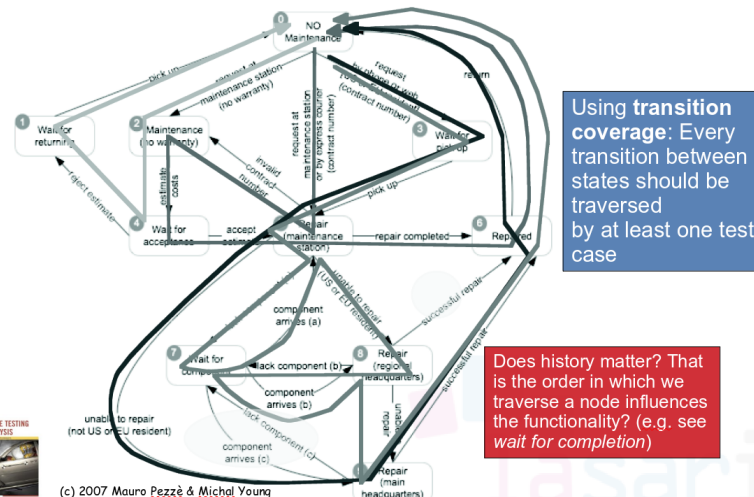 0
NO
Maintenance
pick up
request at
maintenance station
(no warranty)
request
by phone or web
(contract number)
return
1
Wait for
returning
2
Maintenance
(no warranty)
3
Wait for
pick up
request at
maintenance station
or by express courier
(contract number)
invalid
contract
number
estimate
costs
pick up
reject estimate
4
Wait for
acceptance
accept
estimate
Repair
(maintenance
station)
repair completed
6
Repaired
unable to repair
(US or EU resident)
component
arrives (a)
successful repair
7
Wait for
component
lack component (b)
8
Repair
(regional
headquarters)
component
arrives (b)
successful repair
lack component (c)
unable to repair
(not US or EU resident)
component
arrives (c)
repair
Repair
(main
headquarters)
Using transition
coverage: Every
transition between
states should be
traversed
by at least one test
case
Does history matter? That
is the order in which we
traverse a node influences
the functionality? (e.g. see
wait for completion)
E TESTING
YSIS
(c) 2007 Mauro Pezzè & Michal Young